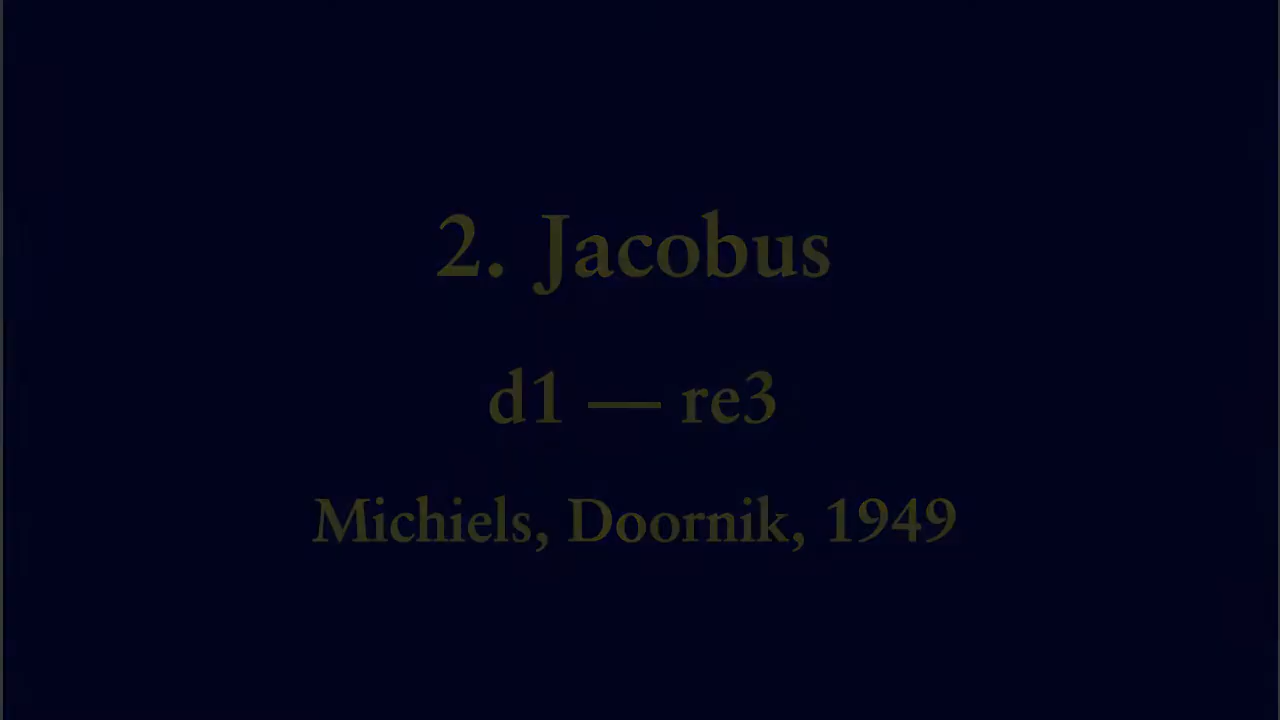 2. Jacobus
d1 — re3
Michiels, Doornik, 1949